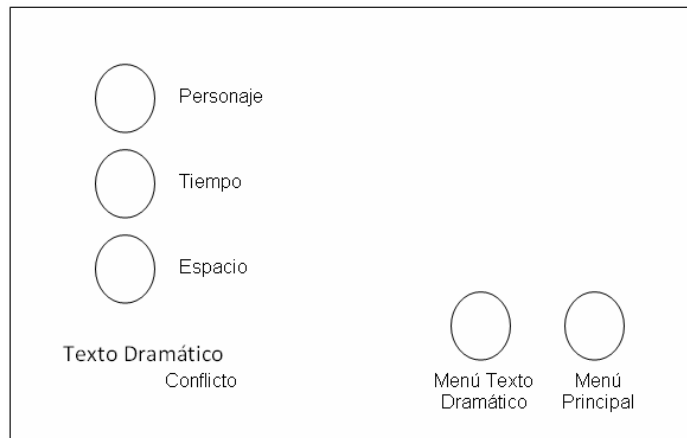 Personaje
Tiempo
Espacio
Texto Dramático
Conflicto
Menú Texto
Dramático
Menú
Principal